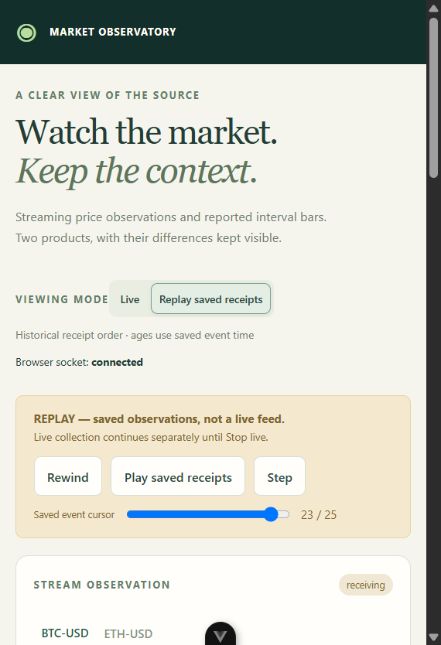 MARKET OBSERVATORY
A CLEAR VIEW OF THE SOURCE
Watch the market.
Keep the context.
Streaming price observations and reported interval bars.
Two products, with their differences kept visible.
VIEWING MODE Live Replay saved receipts
Historical receipt order · ages use saved event time
Browser socket: connected
REPLAY — saved observations, not a live feed.
Live collection continues separately until Stop live.
Rewind Play saved receipts Step
Saved event cursor 23 / 25
STREAM OBSERVATION receiving
BTC-USD ETH-USD